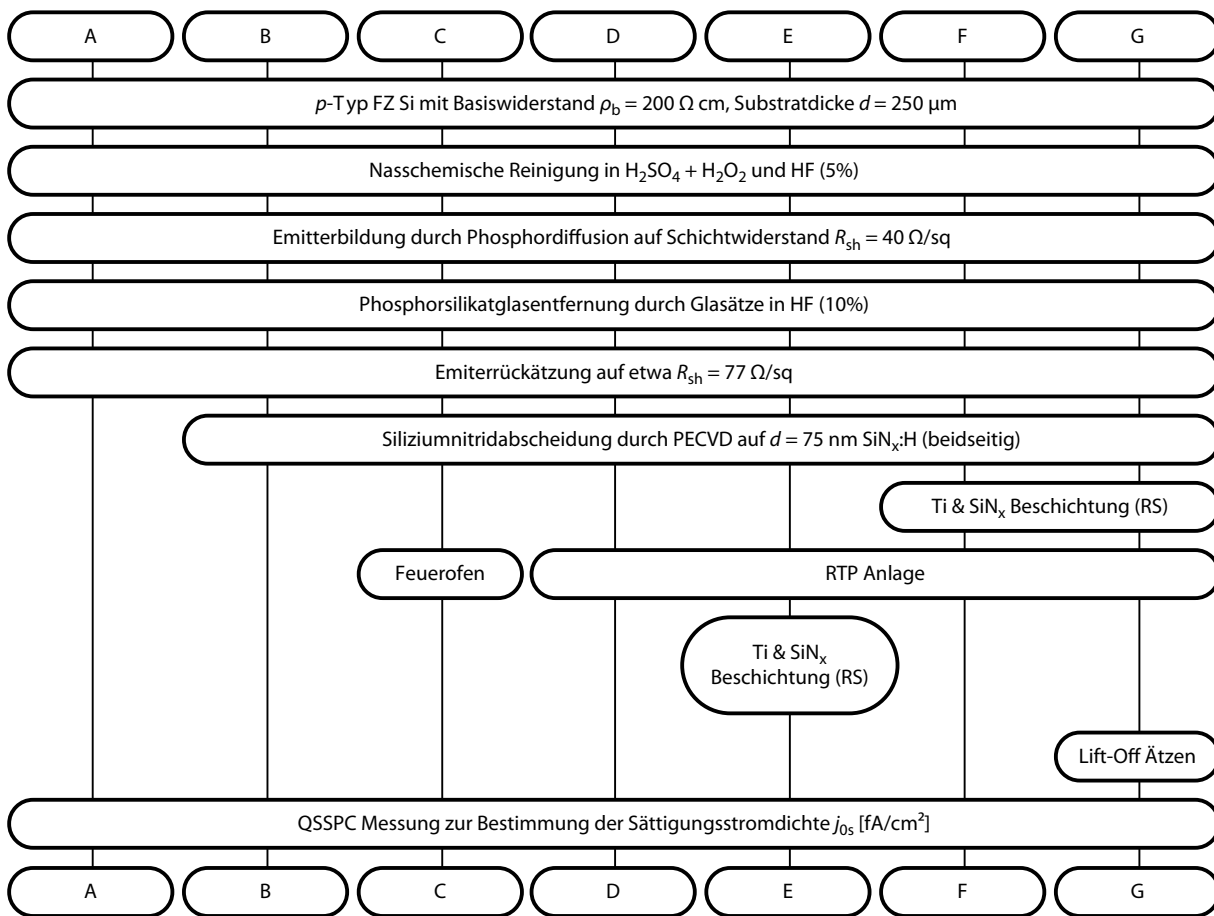 A B C D E F G
p-Typ FZ Si mit Basiswiderstand ρb = 200 Ω cm, Substratdicke d = 250 µm
Nasschemische Reinigung in H2SO4 + H2O2 und HF (5%)
Emitterbildung durch Phosphordiffusion auf Schichtwiderstand Rsh = 40 Ω/sq
Phosphorsilikatglasentfernung durch Glasätze in HF (10%)
Emiterrückätzung auf etwa Rsh = 77 Ω/sq
Siliziumnitridabscheidung durch PECVD auf d = 75 nm SiNx:H (beidseitig)
Ti & SiNx Beschichtung (RS)
Feuerofen RTP Anlage
Ti & SiNx
Beschichtung (RS)
Lift-Off Ätzen
QSSPC Messung zur Bestimmung der Sättigungsstromdichte j0s [fA/cm²]
A B C D E F G